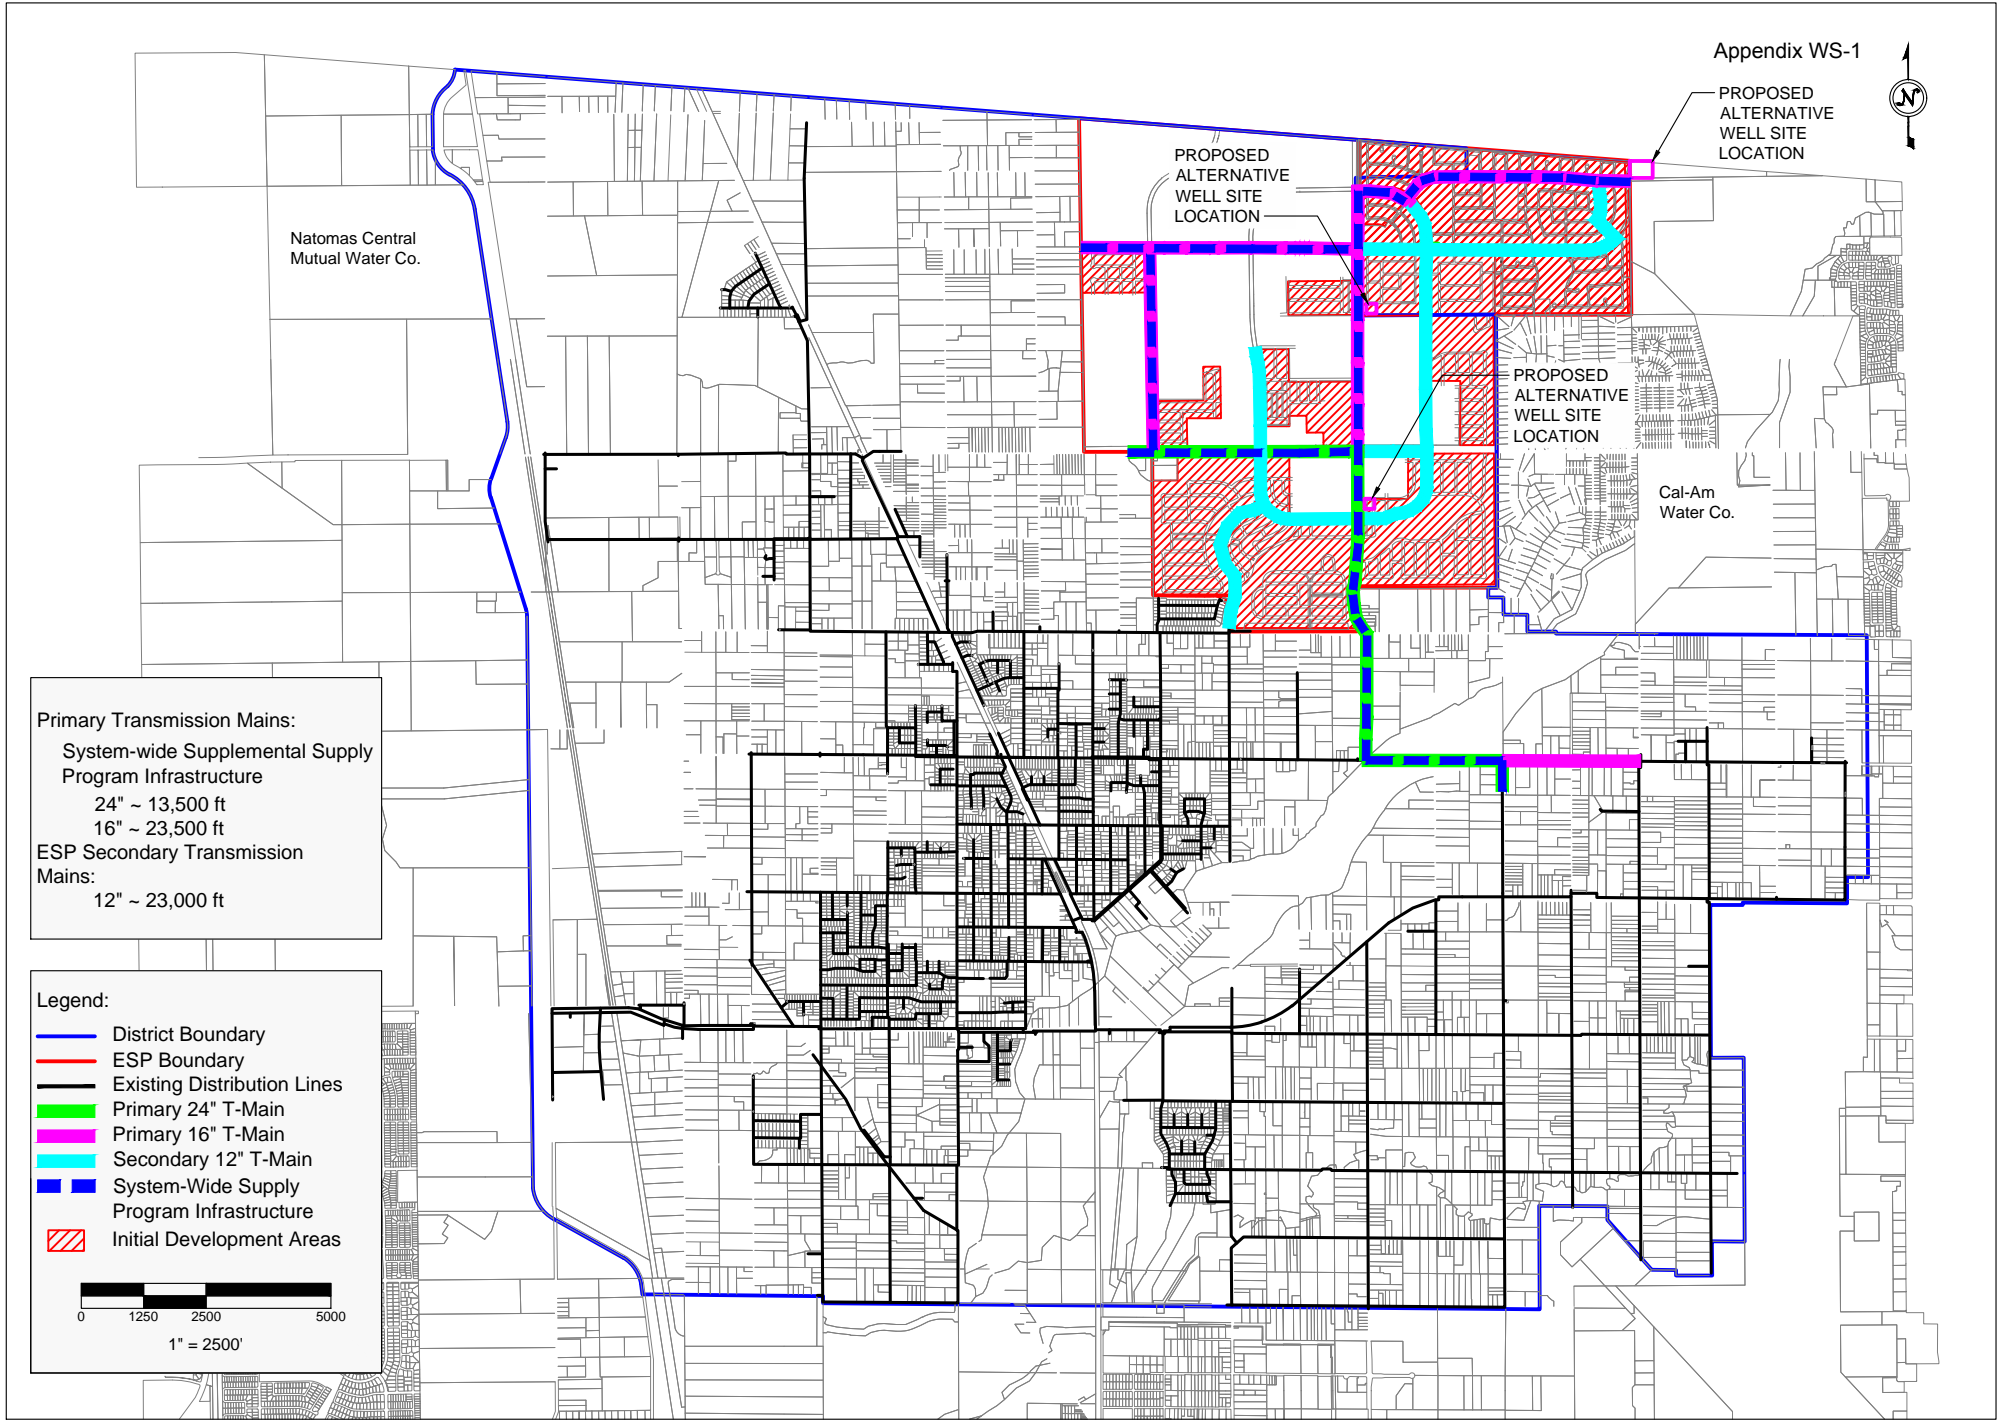 Appendix WS-1
N
PROPOSED
ALTERNATIVE
WELL SITE
LOCATION
PROPOSED
ALTERNATIVE
WELL SITE
LOCATION
Natomas Central
Mutual Water Co.
PROPOSED
ALTERNATIVE
WELL SITE
LOCATION
Cal-Am
Water Co.
Primary Transmission Mains:
System-wide Supplemental Supply
Program Infrastructure
24" ~ 13,500 ft
16" ~ 23,500 ft
ESP Secondary Transmission
Mains:
12" ~ 23,000 ft
Legend:
District Boundary
ESP Boundary
Existing Distribution Lines
Primary 24" T-Main
Primary 16" T-Main
Secondary 12" T-Main
System-Wide Supply
Program Infrastructure
Initial Development Areas
0 1250 2500 5000
1" = 2500'